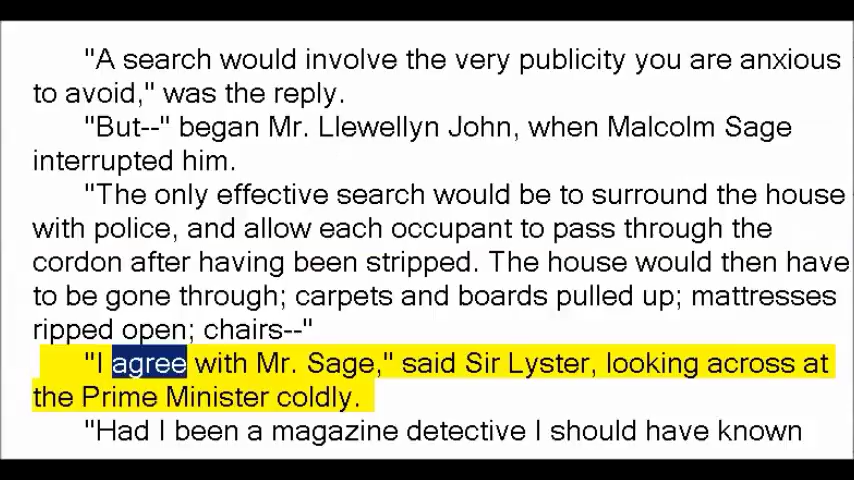 "A search would involve the very publicity you are anxious
to avoid," was the reply.
"But--" began Mr. Llewellyn John, when Malcolm Sage
interrupted him.
"The only effective search would be to surround the house
with police, and allow each occupant to pass through the
cordon after having been stripped. The house would then have
to be gone through; carpets and boards pulled up; mattresses
ripped open; chairs--"
"I agree with Mr. Sage," said Sir Lyster, looking across at
the Prime Minister coldly.
"Had I been a magazine detective I should have known